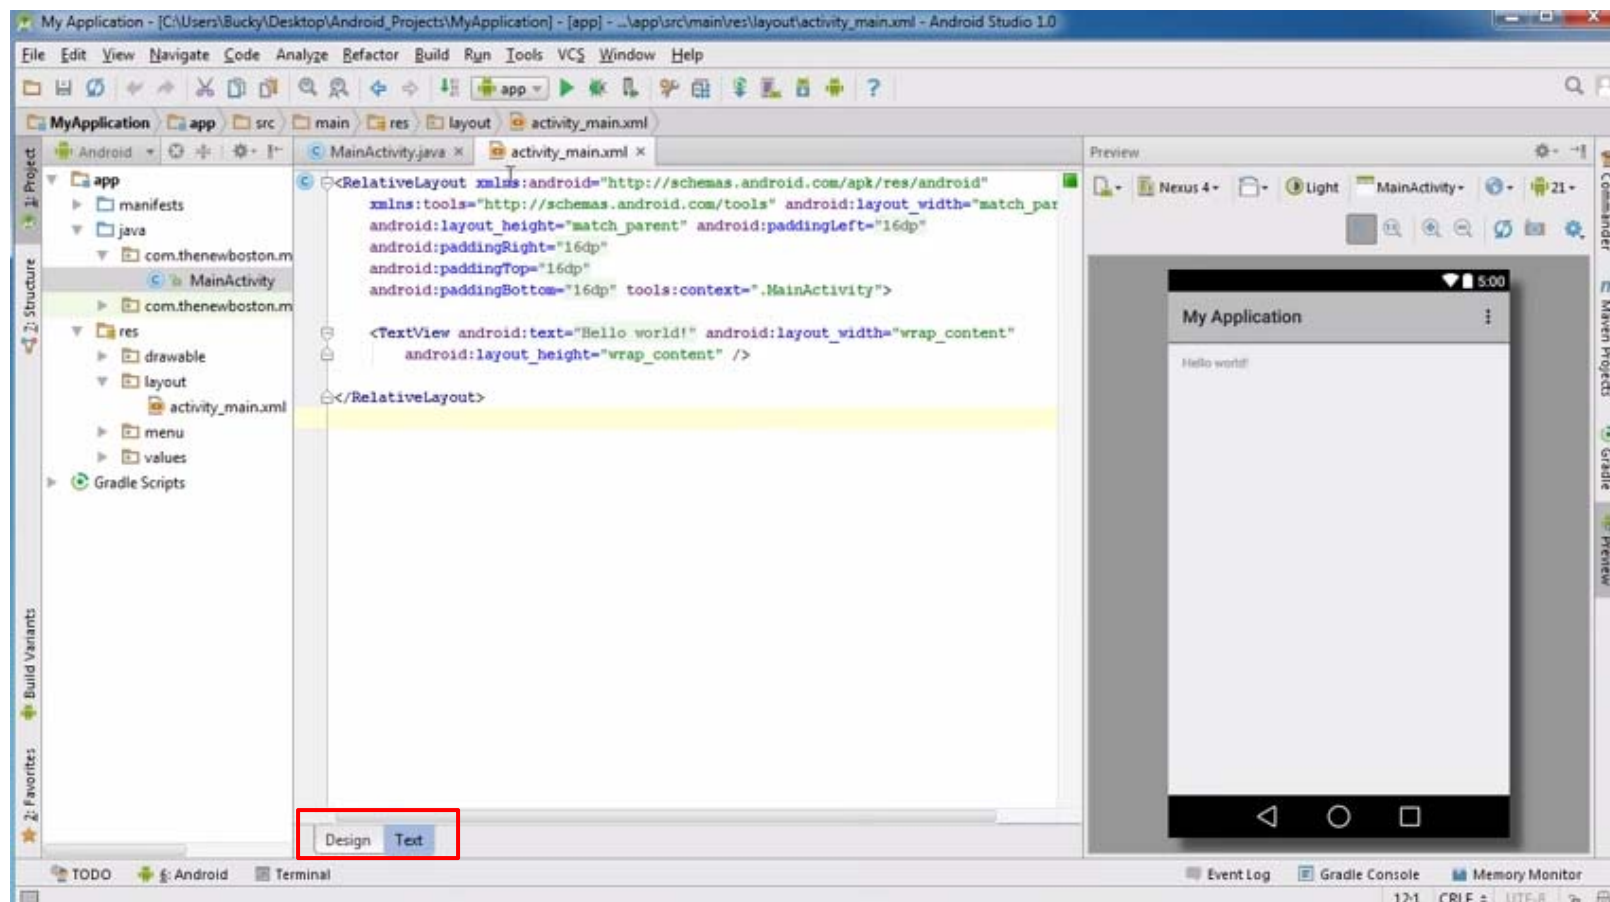 My Application - [C:\Users\Bucky\Desktop\Android_Projects\MyApplication] - [app] - ...\app\src\main\res\layout\activity_main.xml - Android Studio 1.0
File Edit View Navigate Code Analyze Refactor Build Run Tools VCS Window Help
app
MyApplication app src main res layout activity_main.xml
1: Project
2: Structure
Build Variants
2: Favorites
Android
app
manifests
java
com.thenewboston.m
MainActivity
com.thenewboston.m
res
drawable
layout
activity_main.xml
menu
values
Gradle Scripts
MainActivity.java activity_main.xml
<RelativeLayout xmlns:android="http://schemas.android.com/apk/res/android"
xmlns:tools="http://schemas.android.com/tools" android:layout_width="match_par
android:layout_height="match_parent" android:paddingLeft="16dp"
android:paddingRight="16dp"
android:paddingTop="16dp"
android:paddingBottom="16dp" tools:context=".MainActivity">
<TextView android:text="Hello world!" android:layout_width="wrap_content"
android:layout_height="wrap_content" />
</RelativeLayout>
Design Text
Preview
Nexus 4 Light MainActivity 21
5:00
My Application
Hello world!
Commander
Maven Projects
Gradle
Preview
TODO 6: Android Terminal
Event Log Gradle Console Memory Monitor
12:1 CRLF UTF-8